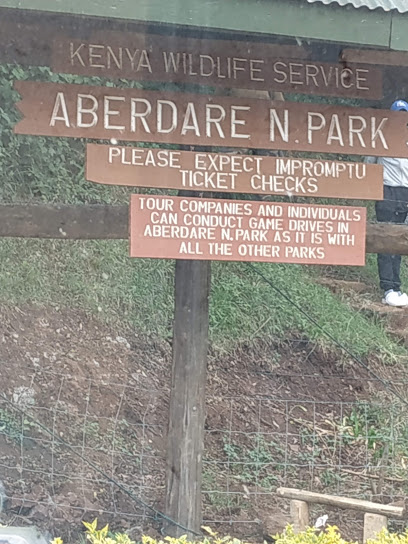 KENYA WILDLIFE SERVICE
ABERDARE N. PARK
PLEASE EXPECT IMPROMPTU
TICKET CHECKS
TOUR COMPANIES AND INDIVIDUALS
CAN CONDUCT GAME DRIVES IN
ABERDARE N.PARK AS IT IS WITH
ALL THE OTHER PARKS